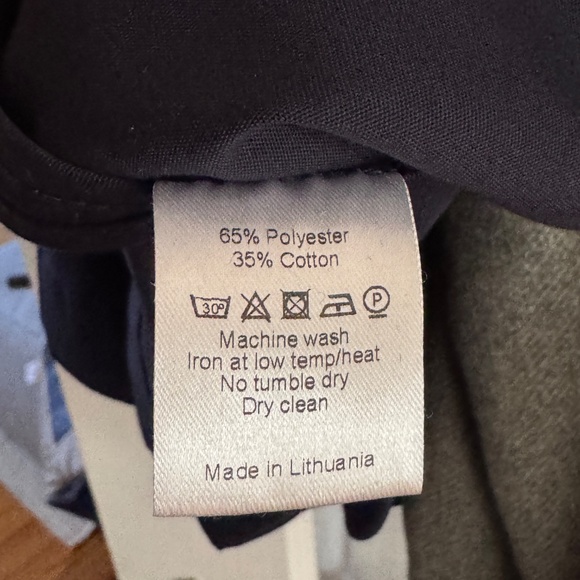 65% Polyester
35% Cotton
30° P
Machine wash
Iron at low temp/heat
No tumble dry
Dry clean
Made in Lithuania